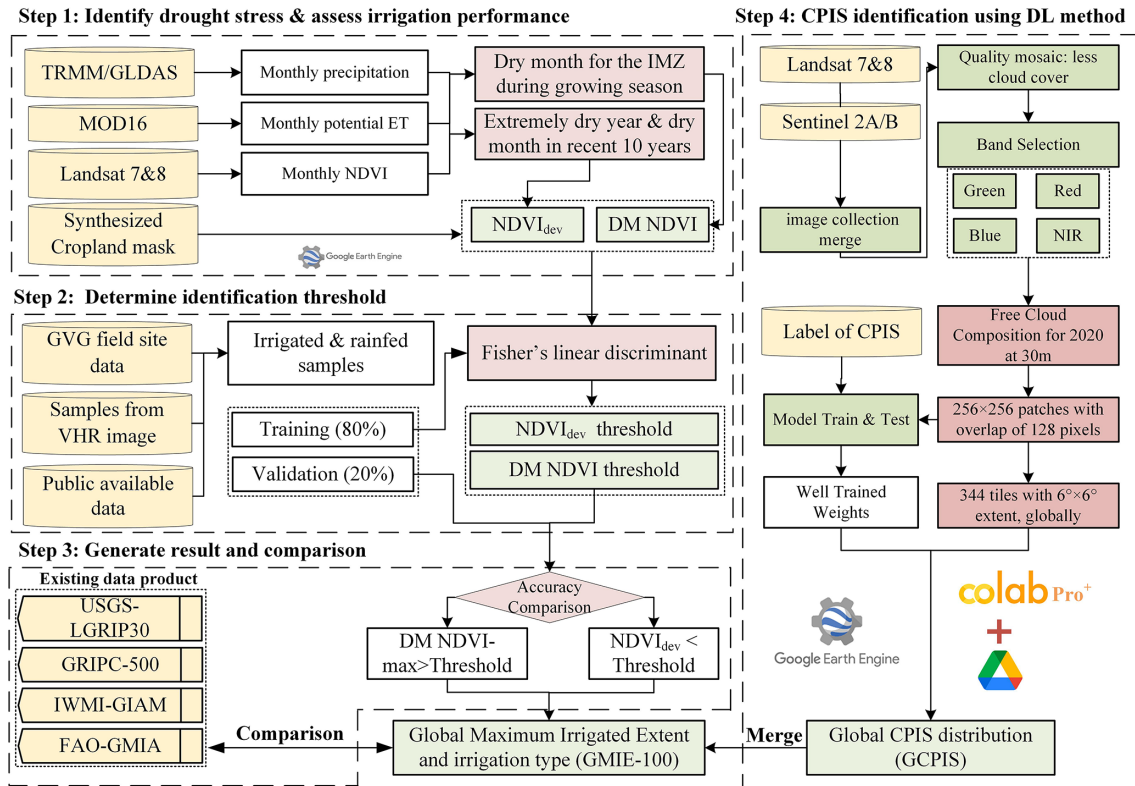 Step 1: Identify drought stress & assess irrigation performance
TRMM/GLDAS
Monthly precipitation
Dry month for the IMZ
during growing season
MOD16
Monthly potential ET
Extremely dry year & dry
month in recent 10 years
Landsat 7&8
Monthly NDVI
Synthesized
Cropland mask
NDVIdev
DM NDVI
Google Earth Engine
Step 2: Determine identification threshold
GVG field site
data
Irrigated & rainfed
samples
Fisher's linear discriminant
Samples from
VHR image
Training (80%)
NDVIdev threshold
Validation (20%)
DM NDVI threshold
Public available
data
Step 3: Generate result and comparison
Existing data product
USGS-
LGRIP30
GRIPC-500
IWMI-GIAM
FAO-GMIA
Accuracy
Comparison
DM NDVI-
max>Threshold
NDVIdev <
Threshold
Comparison
Global Maximum Irrigated Extent
and irrigation type (GMIE-100)
Merge
Step 4: CPIS identification using DL method
Landsat 7&8
Quality mosaic: less
cloud cover
Sentinel 2A/B
Band Selection
Green
Red
Blue
NIR
image collection
merge
Label of CPIS
Free Cloud
Composition for 2020
at 30m
Model Train & Test
256×256 patches with
overlap of 128 pixels
Well Trained
Weights
344 tiles with 6°×6°
extent, globally
Google Earth Engine
colab Pro+
Global CPIS distribution
(GCPIS)